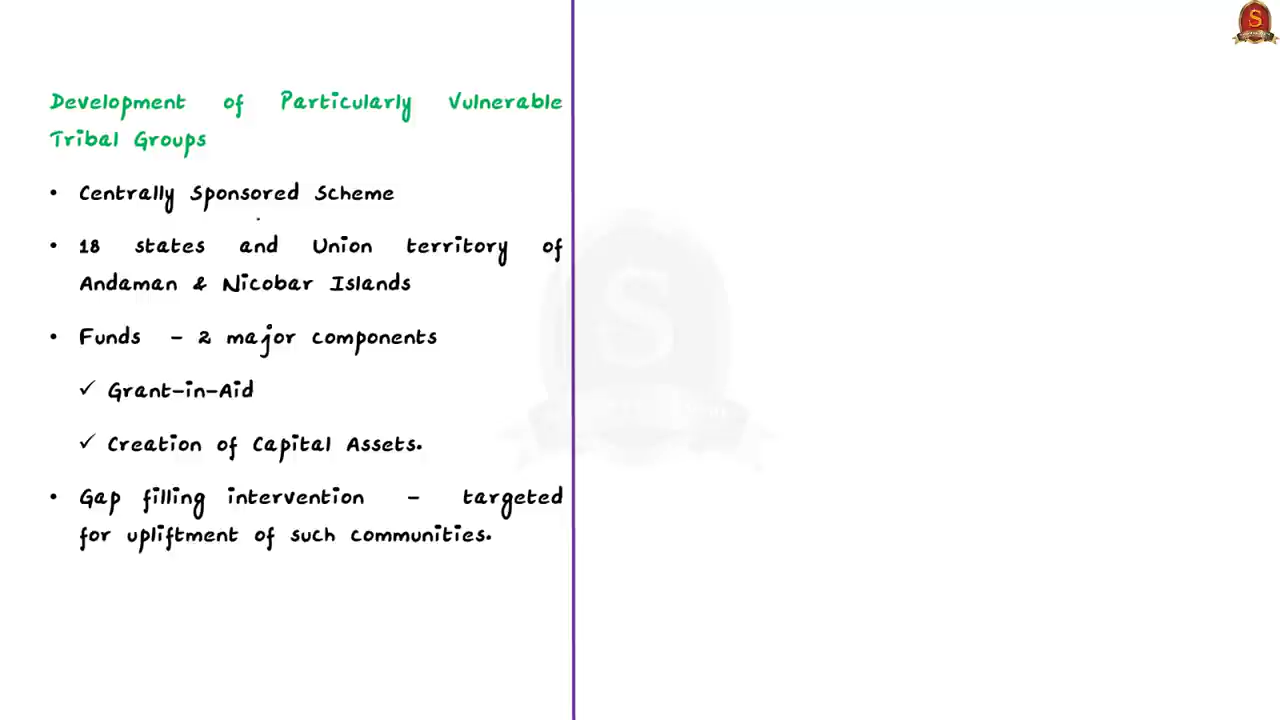 Development of Particularly Vulnerable
Tribal Groups
• Centrally Sponsored Scheme
• 18 states and Union territory of
Andaman & Nicobar Islands
• Funds - 2 major components
✓ Grant-in-Aid
✓ Creation of Capital Assets.
• Gap filling intervention - targeted
for upliftment of such communities.
S